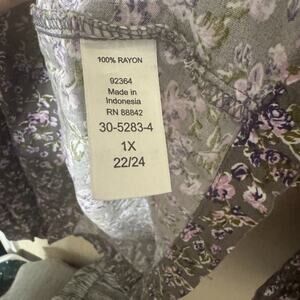 100% RAYON
92364
Made in
Indonesia
RN 88842
30-5283-4
1X
22/24